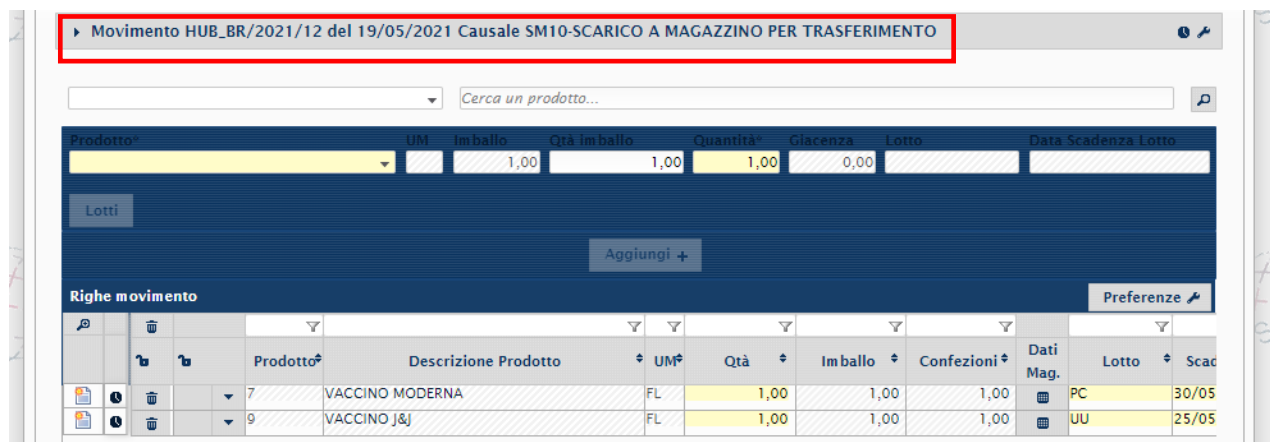 Movimento HUB_BR/2021/12 del 19/05/2021 Causale SM10-SCARICO A MAGAZZINO PER TRASFERIMENTO
Cerca un prodotto...
Prodotto* UM Imballo Qtà imballo Quantità* Giacenza Lotto Data Scadenza Lotto
1,00 1,00 1,00 0,00
Lotti
Aggiungi +
Righe movimento Preferenze
Prodotto Descrizione Prodotto UM Qtà Imballo Confezioni Dati Mag. Lotto Scad
7 VACCINO MODERNA FL 1,00 1,00 1,00 PC 30/05
9 VACCINO J&J FL 1,00 1,00 1,00 UU 25/05